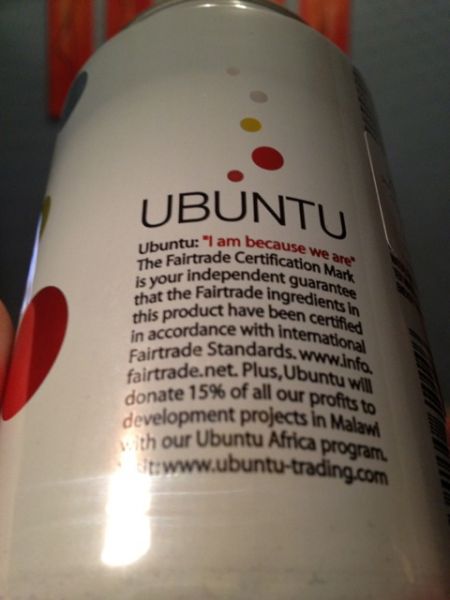 UBUNTU
Ubuntu: "I am because we are"
The Fairtrade Certification Mark
is your independent guarantee
that the Fairtrade ingredients in
this product have been certified
in accordance with international
Fairtrade Standards. www.info.
fairtrade.net. Plus, Ubuntu will
donate 15% of all our profits to
development projects in Malawi
with our Ubuntu Africa program.
www.ubuntu-trading.com